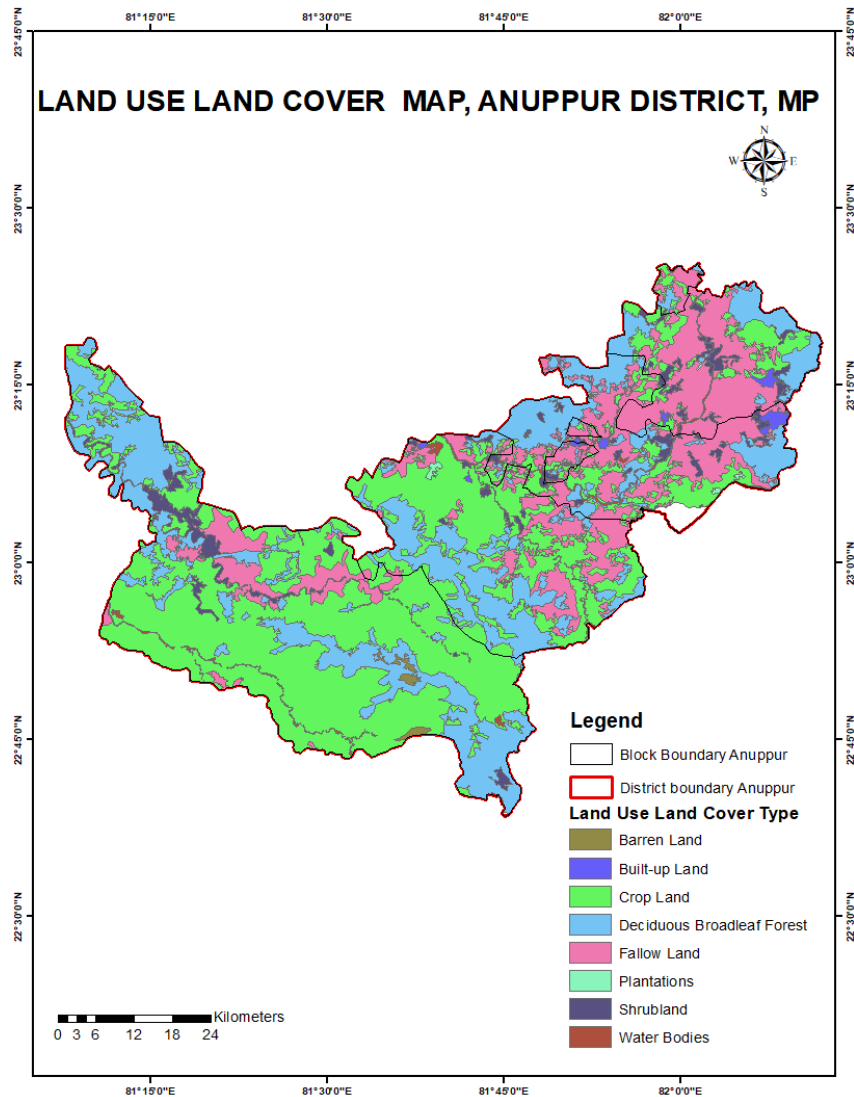 81°15'0"E 81°30'0"E 81°45'0"E 82°0'0"E
23°45'0"N 23°45'0"N
LAND USE LAND COVER MAP, ANUPPUR DISTRICT, MP
N
W E
S
23°30'0"N 23°30'0"N
23°15'0"N 23°15'0"N
23°0'0"N 23°0'0"N
22°45'0"N 22°45'0"N
Legend
Block Boundary Anuppur
District boundary Anuppur
Land Use Land Cover Type
Barren Land
Built-up Land
Crop Land
Deciduous Broadleaf Forest
Fallow Land
Plantations
Shrubland
Water Bodies
22°30'0"N 22°30'0"N
Kilometers
0 3 6 12 18 24
81°15'0"E 81°30'0"E 81°45'0"E 82°0'0"E